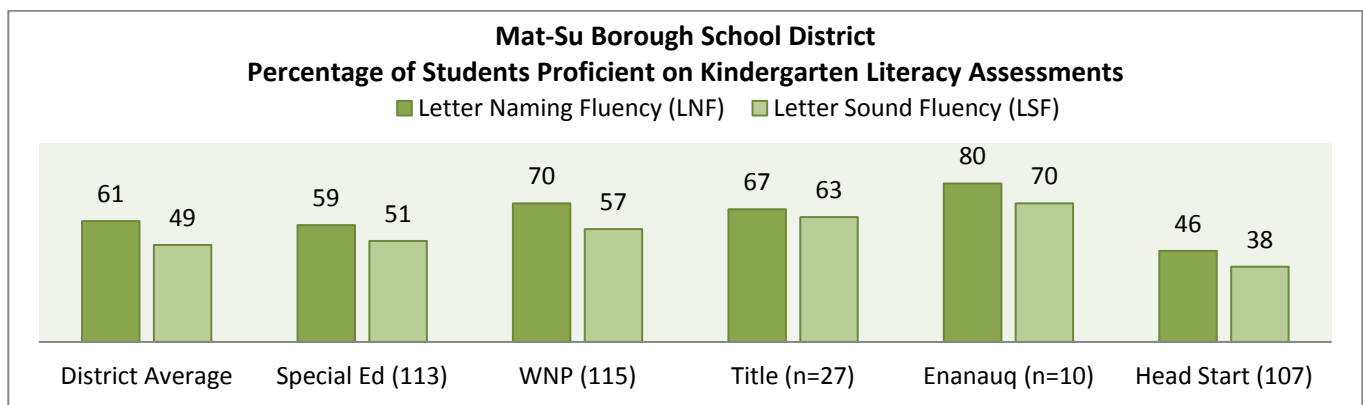 Mat-Su Borough School District
Percentage of Students Proficient on Kindergarten Literacy Assessments
Letter Naming Fluency (LNF) Letter Sound Fluency (LSF)
61 49 59 51 70 57 67 63 80 70 46 38
District Average Special Ed (113) WNP (115) Title (n=27) Enanauq (n=10) Head Start (107)